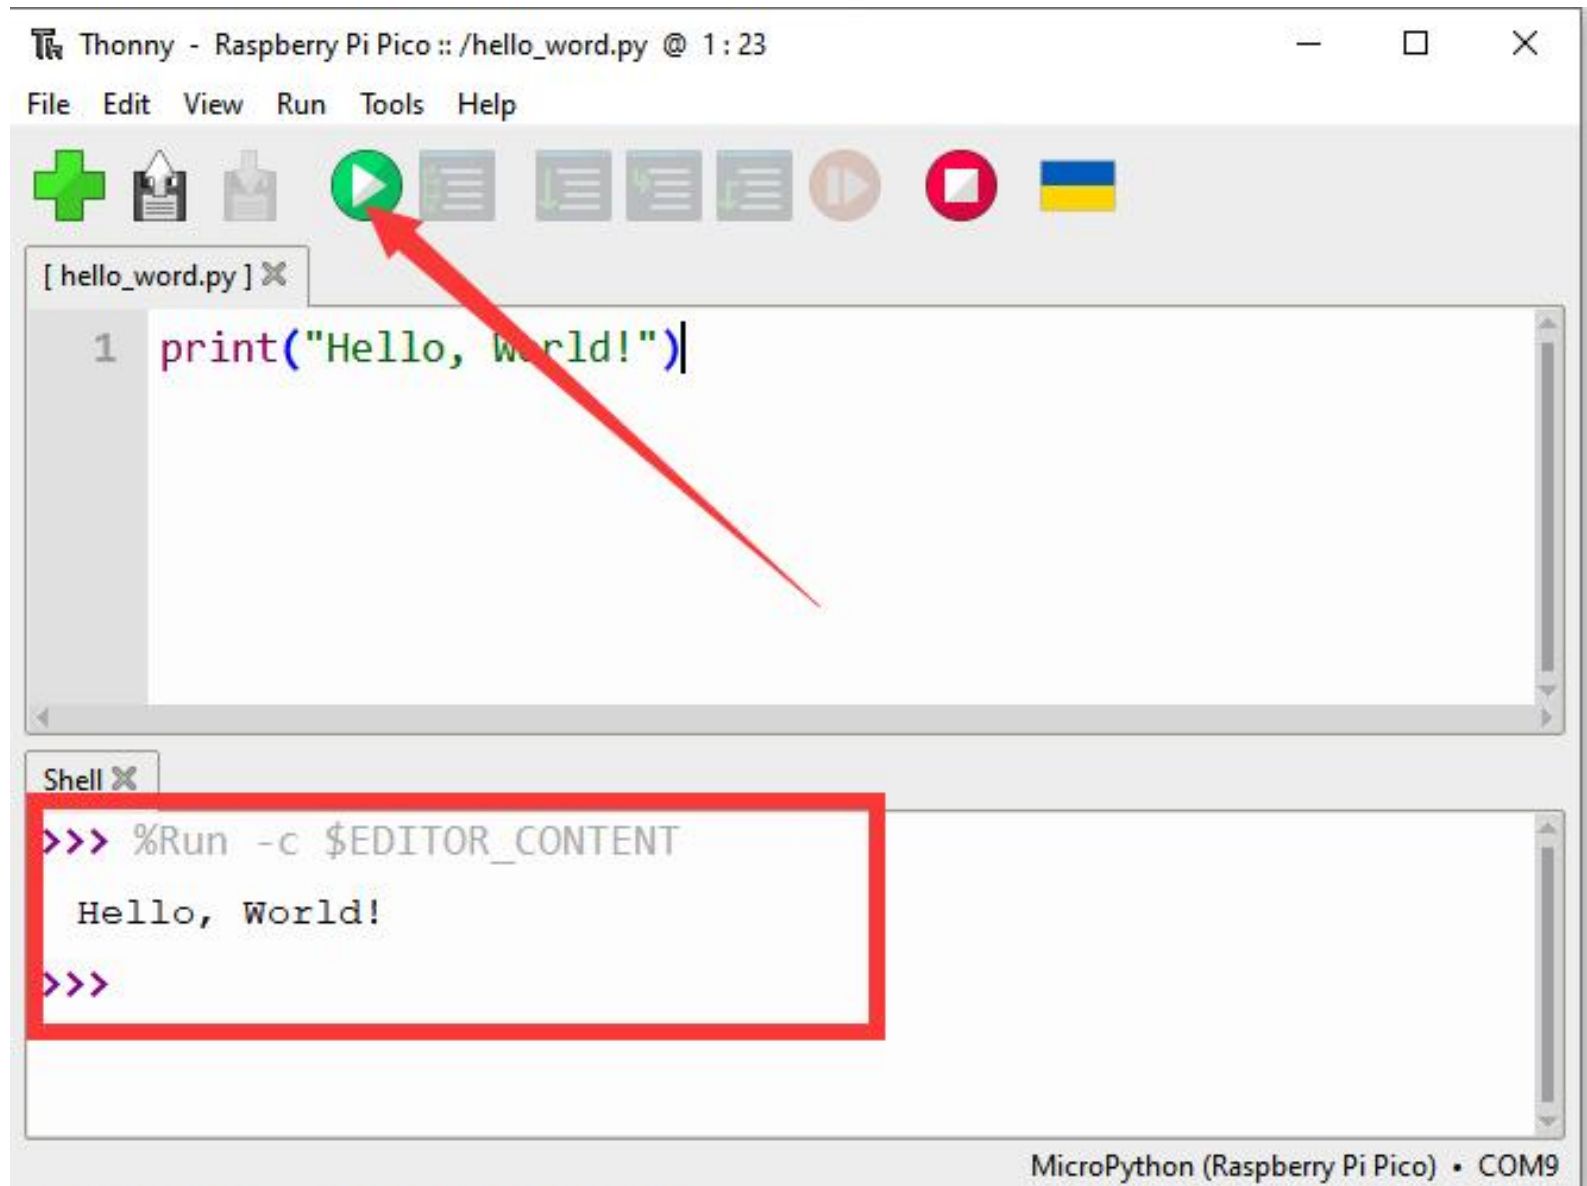 Thonny - Raspberry Pi Pico :: /hello_word.py @ 1 : 23
File Edit View Run Tools Help
[ hello_word.py ]
1 print("Hello, World!")
Shell
>>> %Run -c $EDITOR_CONTENT
Hello, World!
>>>
MicroPython (Raspberry Pi Pico) • COM9